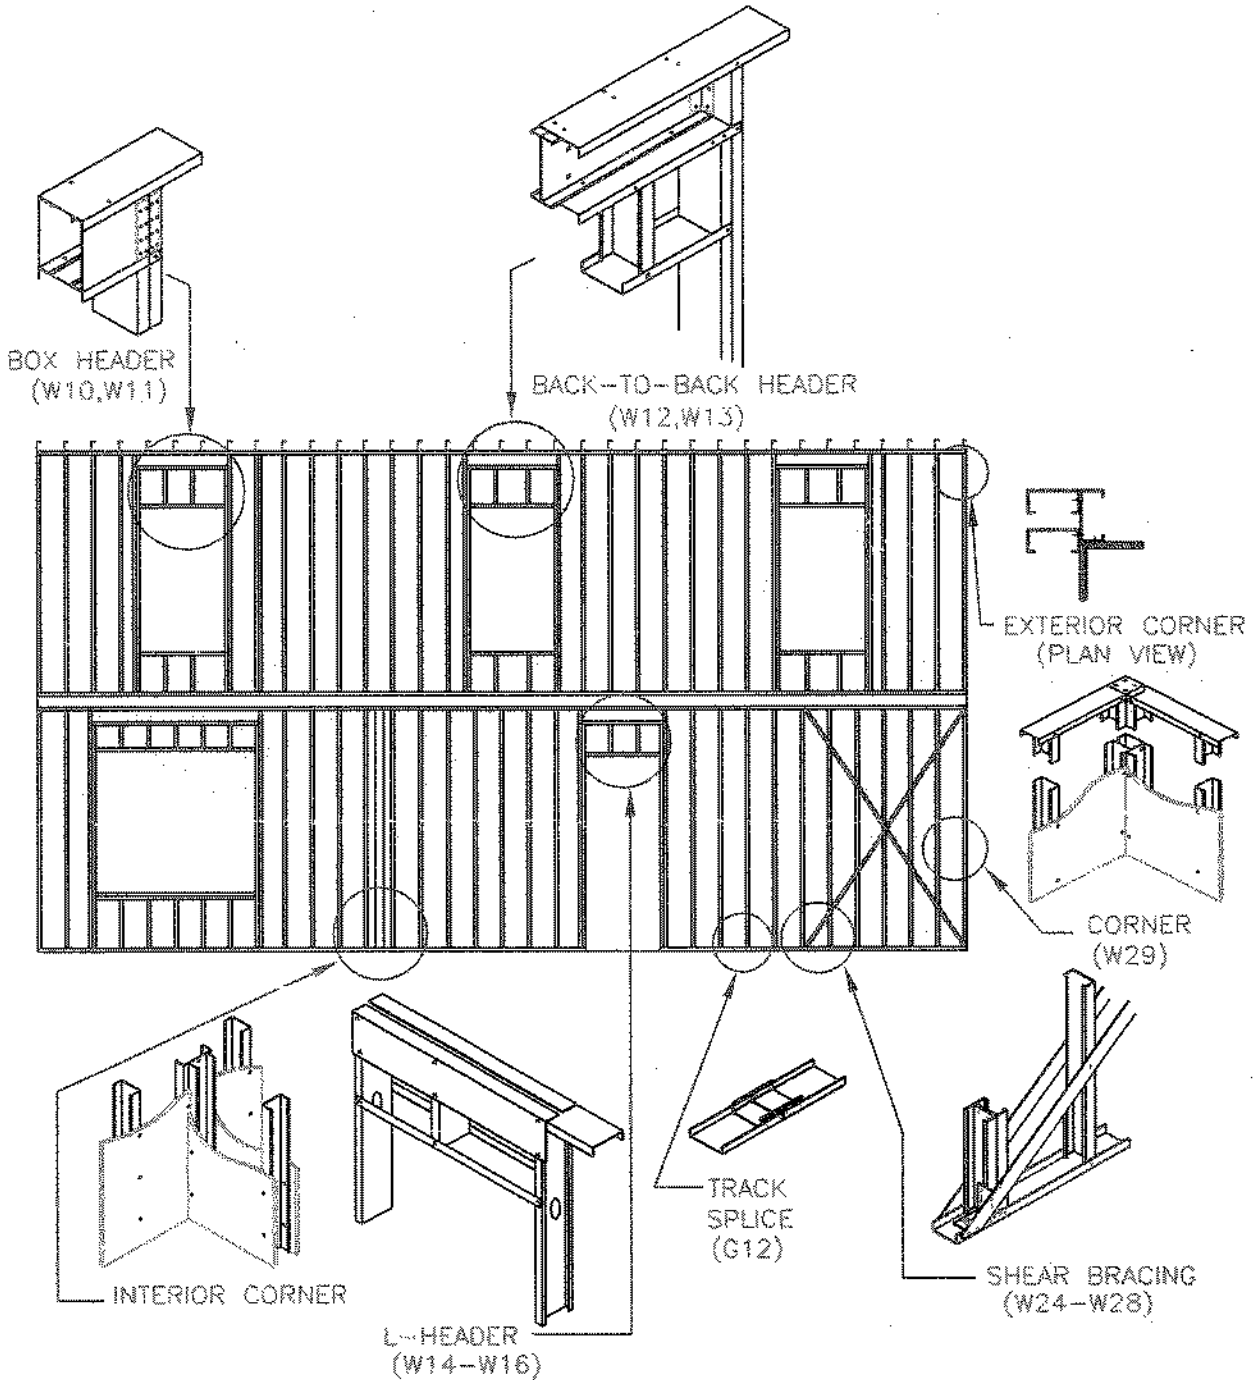 BOX HEADER
(W10,W11)
BACK-TO-BACK HEADER
(W12,W13)
EXTERIOR CORNER
(PLAN VIEW)
CORNER
(W29)
TRACK
SPLICE
(G12)
SHEAR BRACING
(W24-W28)
INTERIOR CORNER
L-HEADER
(W14-W16)